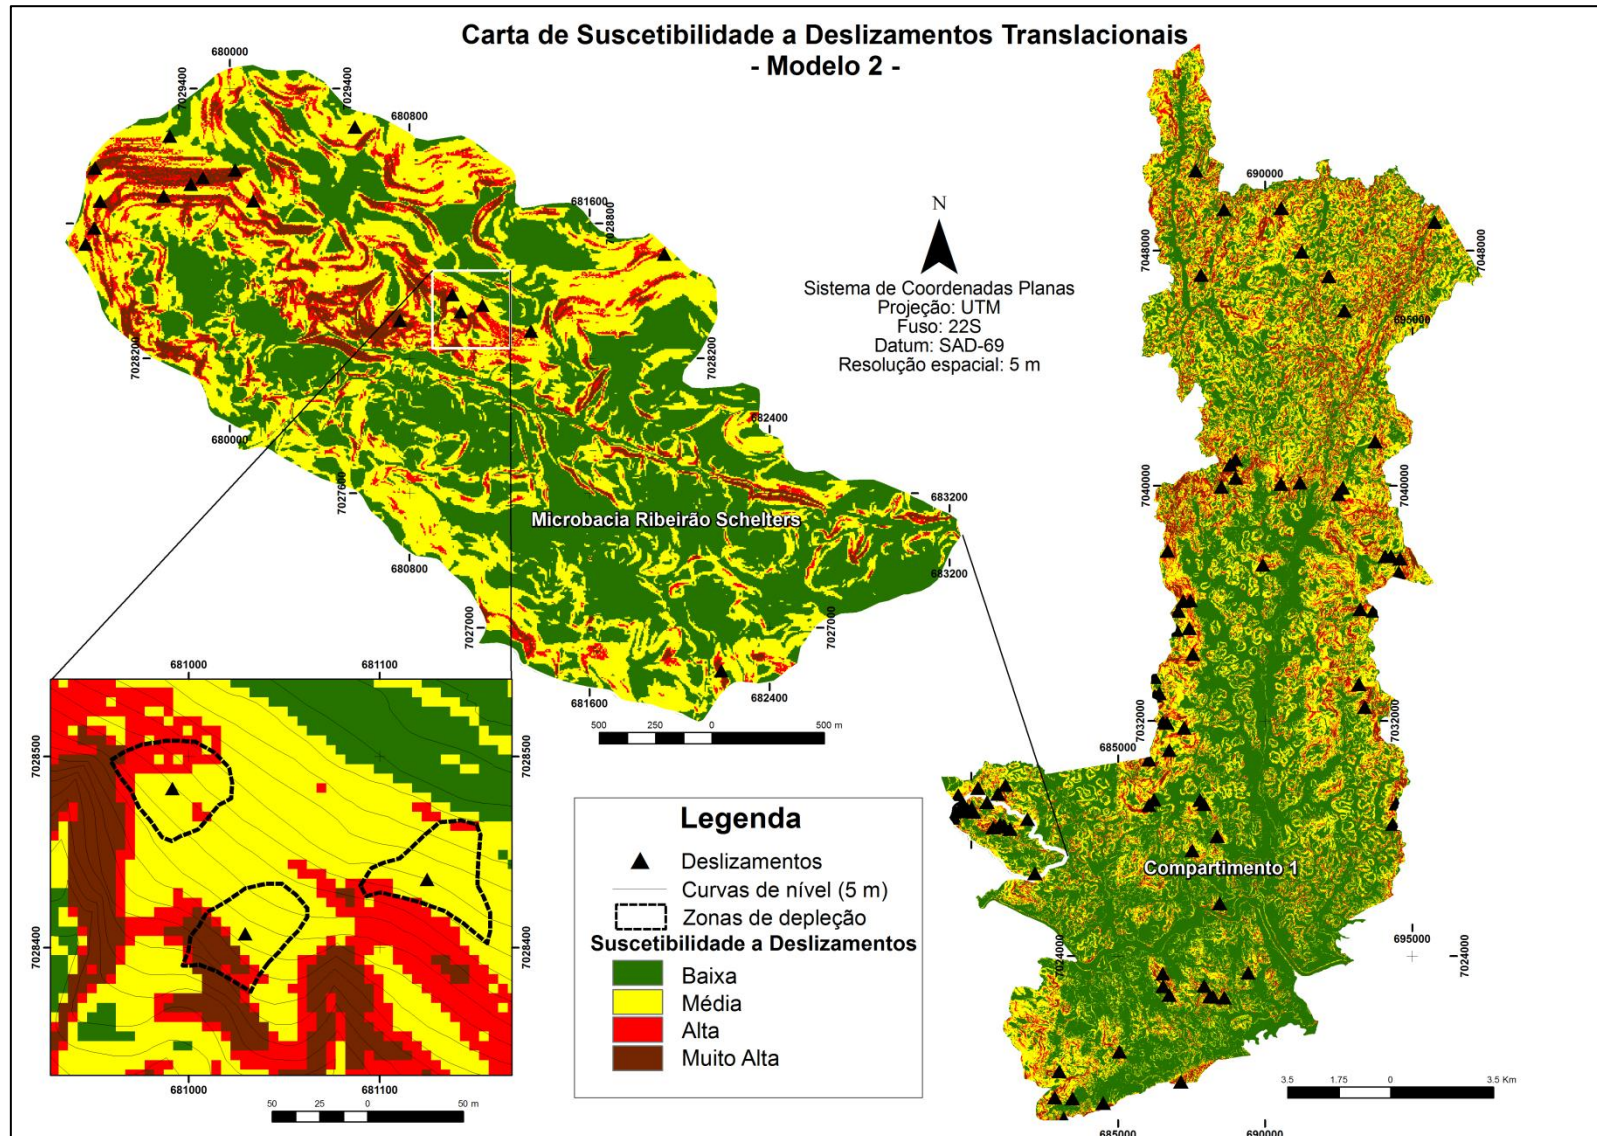 Carta de Suscetibilidade a Deslizamentos Translacionais
- Modelo 2 -
680000
7029400
7029400
680800
681600
7028800
7028200
7028200
680000
682400
7027600
683200
Microbacia Ribeirão Schelters
680800
683200
7027000
7027000
681600
682400
500 250 0 500 m
N
Sistema de Coordenadas Planas
Projeção: UTM
Fuso: 22S
Datum: SAD-69
Resolução espacial: 5 m
690000
7048000
7048000
695000
7040000
7040000
7032000
7032000
685000
Compartimento 1
695000
7024000
7024000
3.5 1.75 0 3.5 Km
685000
690000
681000
681100
7028500
7028500
7028400
7028400
681000
681100
50 25 0 50 m
Legenda
Deslizamentos
Curvas de nível (5 m)
Zonas de depleção
Suscetibilidade a Deslizamentos
Baixa
Média
Alta
Muito Alta